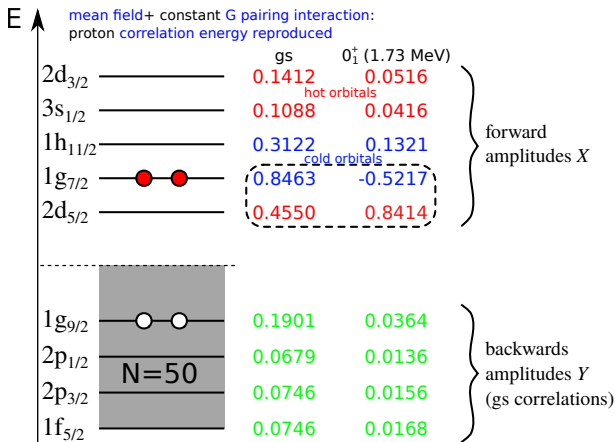 E
mean field+ constant G pairing interaction:
proton correlation energy reproduced
gs 0₁⁺ (1.73 MeV)
2d3/2 0.1412 0.0516
hot orbitals
3s1/2 0.1088 0.0416
1h11/2 0.3122 0.1321
cold orbitals
1g7/2 0.8463 -0.5217
2d5/2 0.4550 0.8414
forward
amplitudes X
1g9/2 0.1901 0.0364
2p1/2 0.0679 0.0136
N=50
2p3/2 0.0746 0.0156
1f5/2 0.0746 0.0168
backwards
amplitudes Y
(gs correlations)